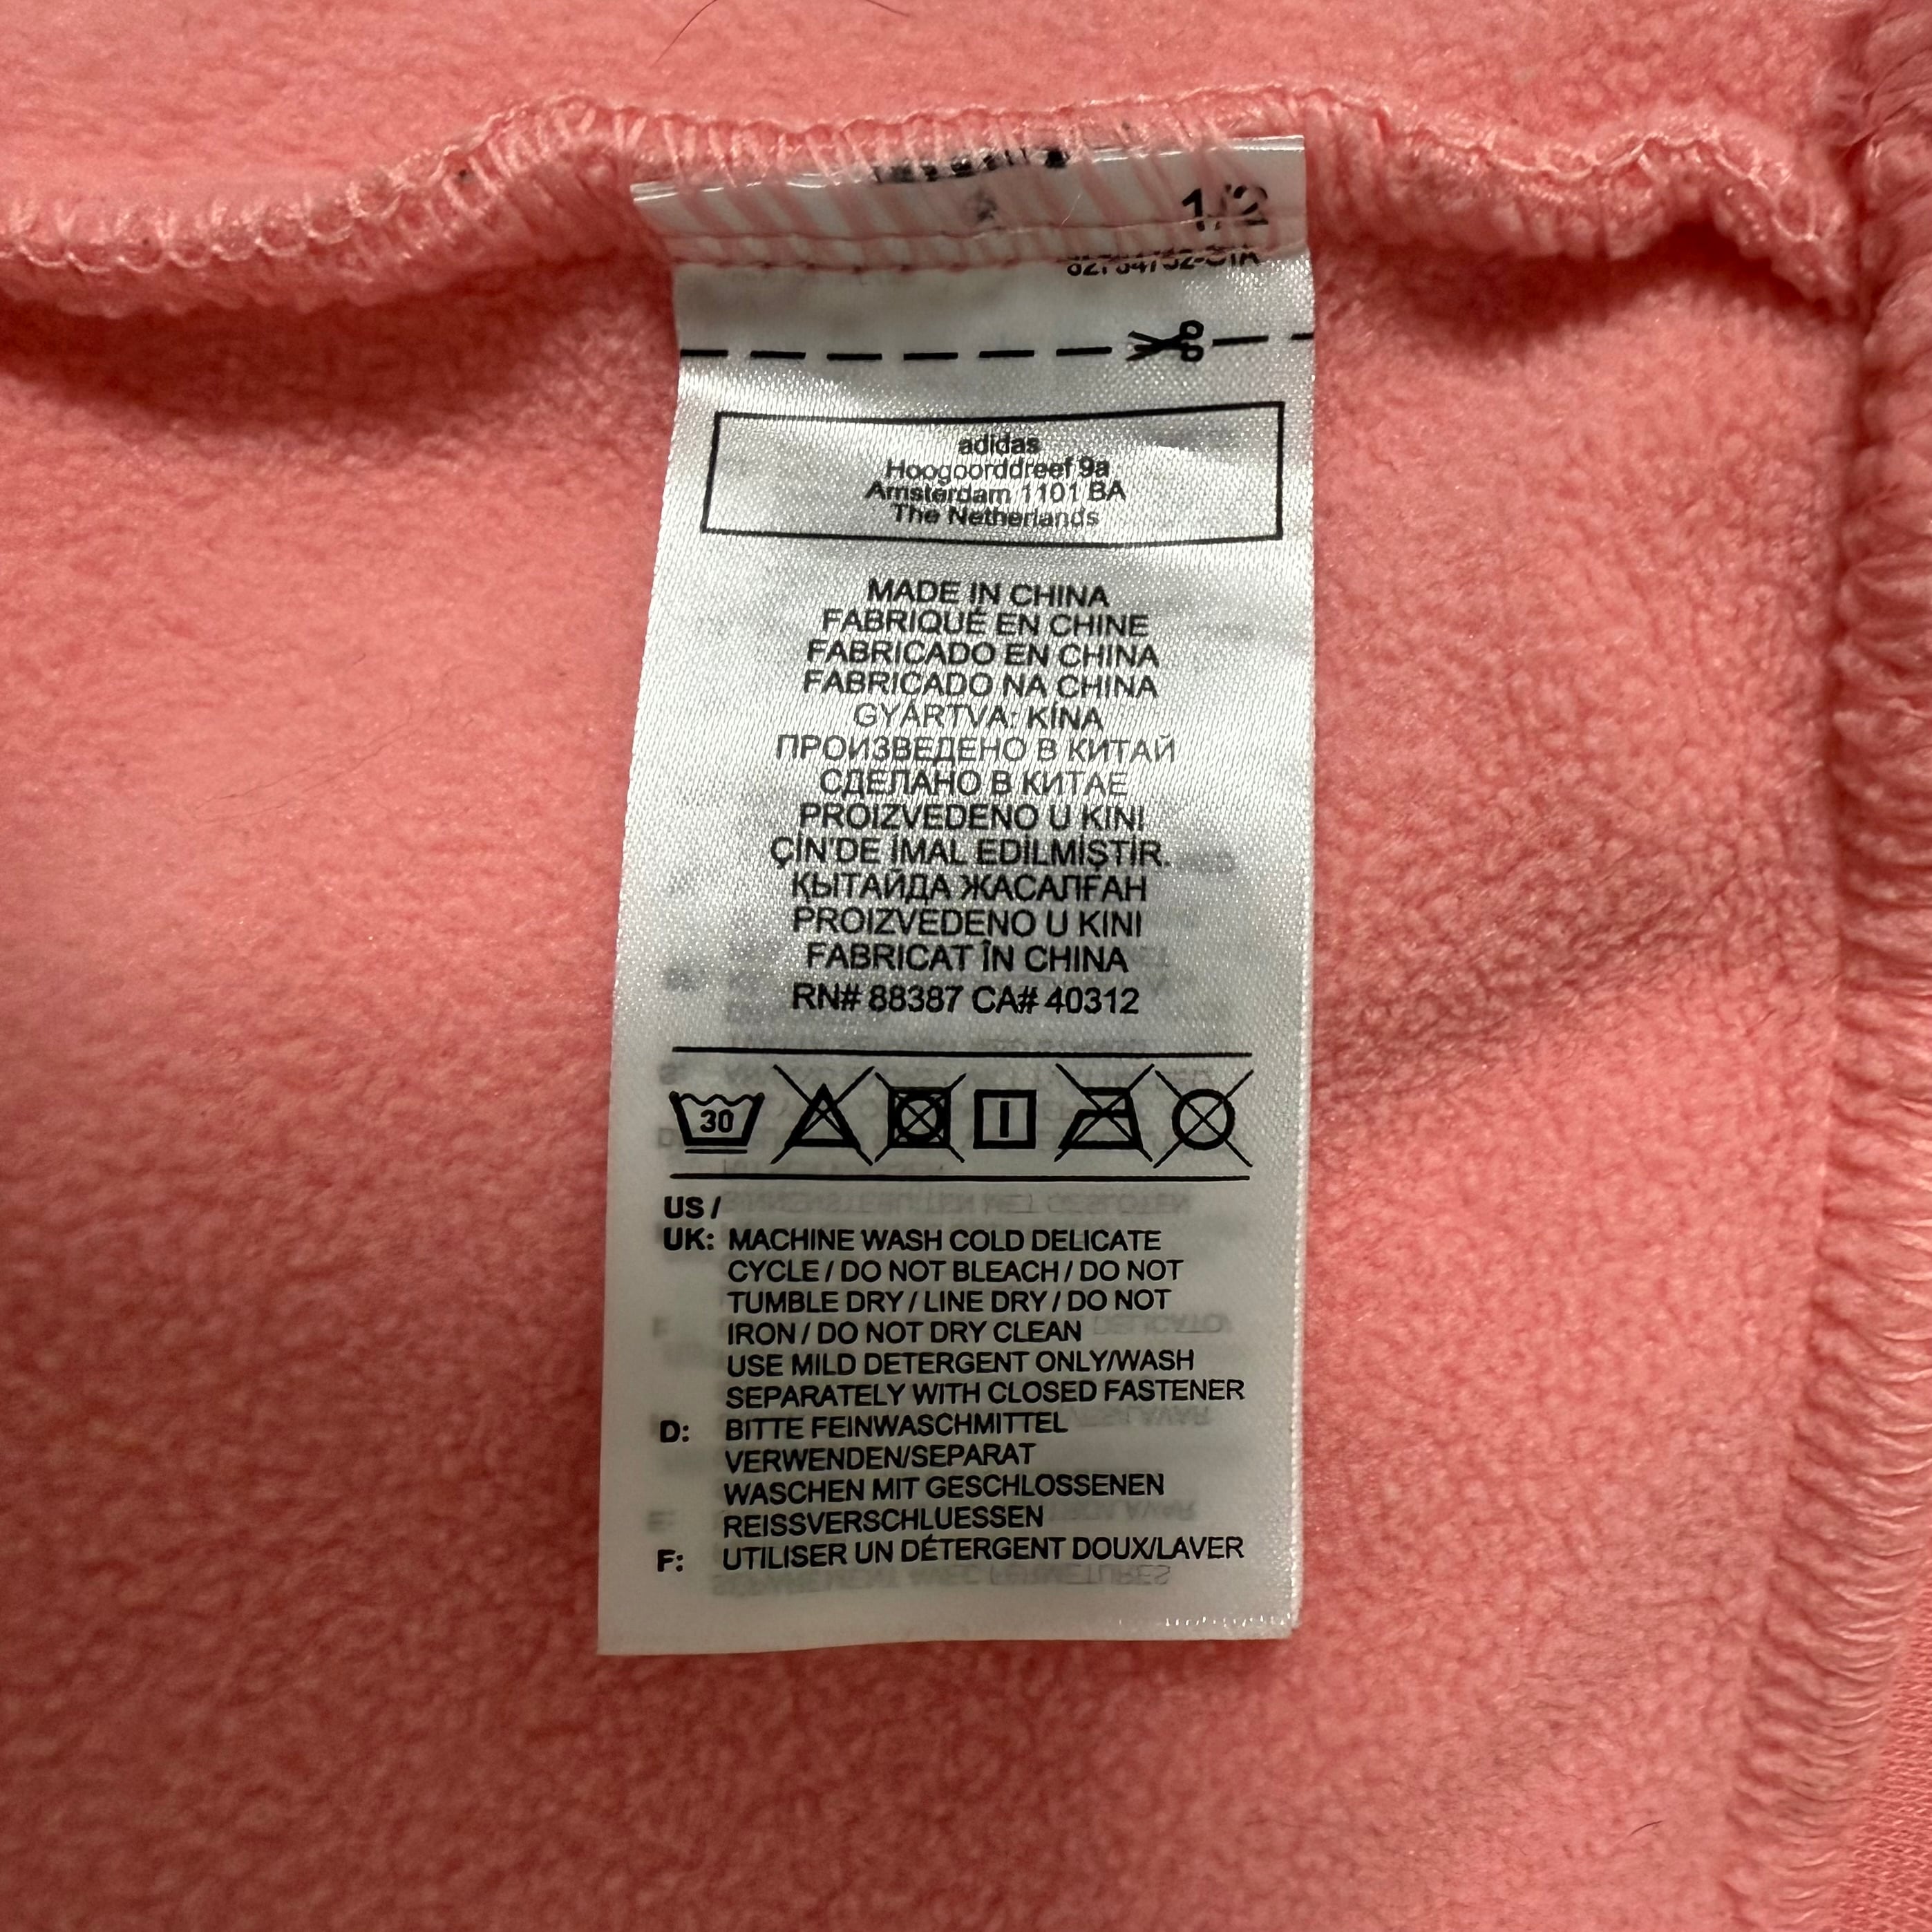 1/2
adidas
Hoogoorddreef 9a
Amsterdam 1101 BA
The Netherlands
MADE IN CHINA
FABRIQUÉ EN CHINE
FABRICADO EN CHINA
FABRICADO NA CHINA
GYÁRTVA: KÍNA
ПРОИЗВЕДЕНО В КИТАЙ
СДЕЛАНО В КИТАЕ
PROIZVEDENO U KINI
ÇİN'DE İMAL EDİLMİŞTİR.
ҚЫТАЙДА ЖАСАЛҒАН
PROIZVEDENO U KINI
FABRICAT ÎN CHINA
RN# 88387 CA# 40312
30
US /
UK: MACHINE WASH COLD DELICATE
CYCLE / DO NOT BLEACH / DO NOT
TUMBLE DRY / LINE DRY / DO NOT
IRON / DO NOT DRY CLEAN
USE MILD DETERGENT ONLY/WASH
SEPARATELY WITH CLOSED FASTENER
D: BITTE FEINWASCHMITTEL
VERWENDEN/SEPARAT
WASCHEN MIT GESCHLOSSENEN
REISSVERSCHLUESSEN
F: UTILISER UN DÉTERGENT DOUX/LAVER